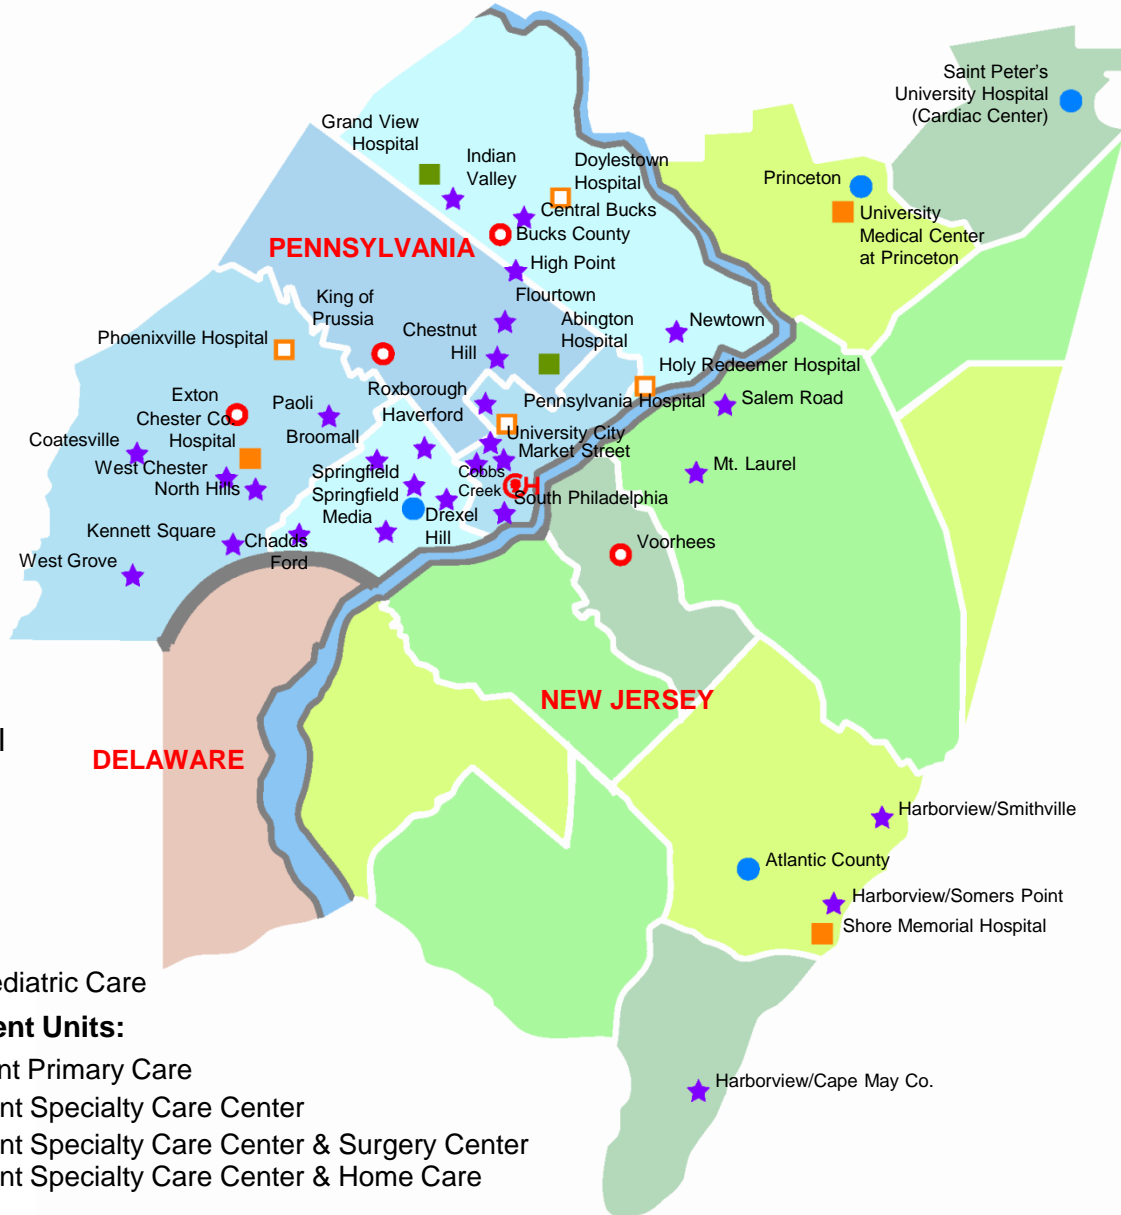 Saint Peter's
University Hospital
(Cardiac Center)
Grand View
Hospital
Indian
Valley
Doylestown
Hospital
Princeton
Central Bucks
University
Medical Center
at Princeton
Bucks County
PENNSYLVANIA
High Point
King of
Prussia
Flourtown
Chestnut
Hill
Abington
Hospital
Newtown
Phoenixville Hospital
Holy Redeemer Hospital
Exton
Chester Co.
Hospital
Paoli
Roxborough
Haverford
Pennsylvania Hospital
Salem Road
Coatesville
Broomall
University City
Market Street
West Chester
North Hills
Springfield
Springfield
Media
Cobbs
Creek
H
South Philadelphia
Mt. Laurel
Drexel
Hill
Kennett Square
Chadds
Ford
West Grove
Voorhees
NEW JERSEY
l
DELAWARE
Harborview/Smithville
Atlantic County
Harborview/Somers Point
Shore Memorial Hospital
ediatric Care
ent Units:
nt Primary Care
Harborview/Cape May Co.
nt Specialty Care Center
nt Specialty Care Center & Surgery Center
nt Specialty Care Center & Home Care